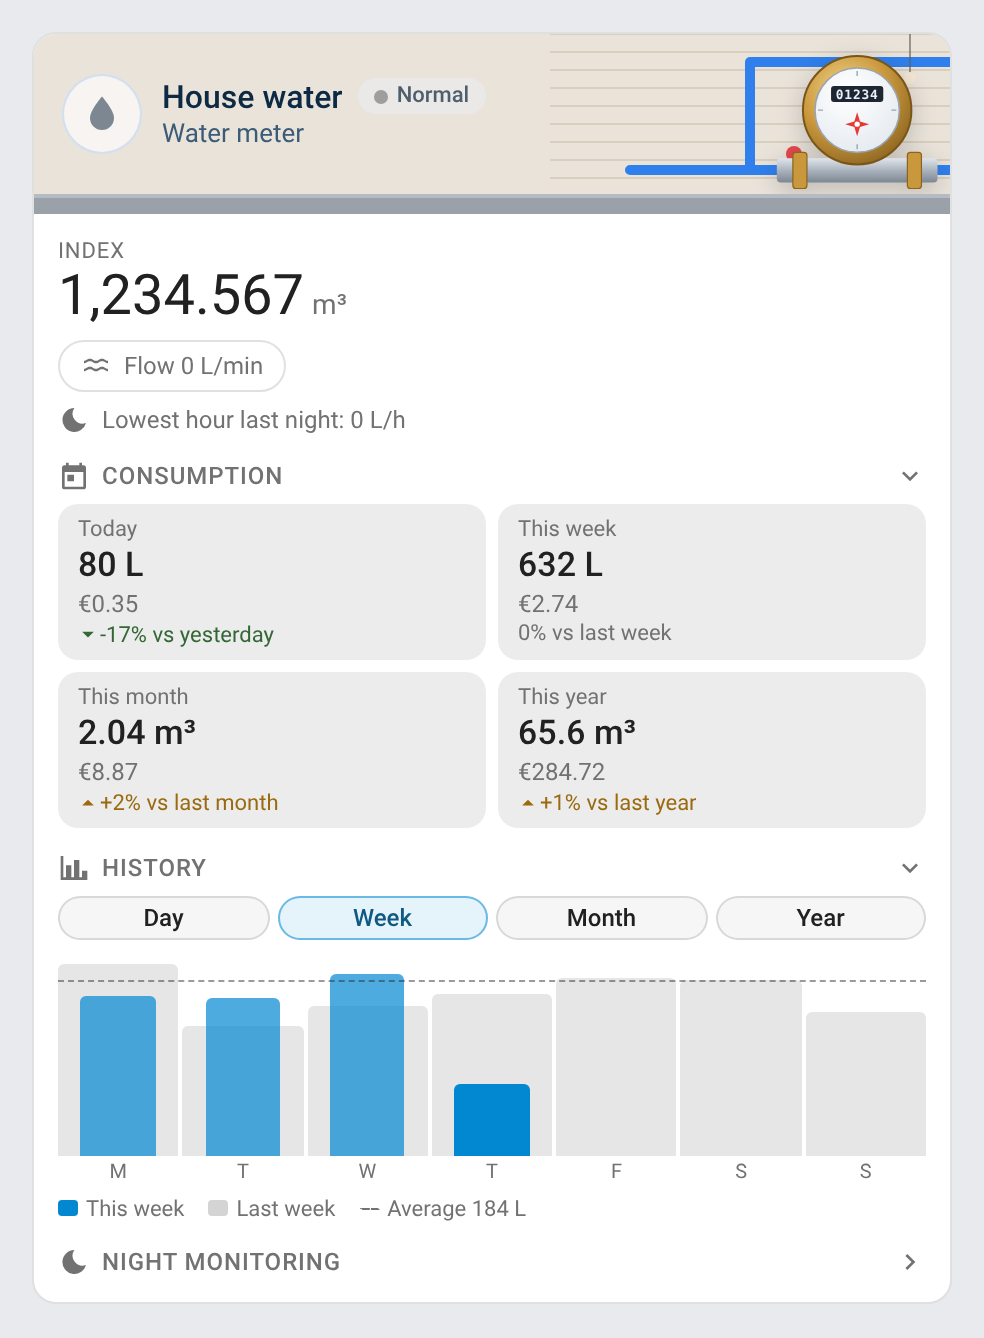 House water
Normal
Water meter
01234
INDEX
1,234.567 m³
Flow 0 L/min
Lowest hour last night: 0 L/h
CONSUMPTION
Today
80 L
€0.35
-17% vs yesterday
This week
632 L
€2.74
0% vs last week
This month
2.04 m³
€8.87
+2% vs last month
This year
65.6 m³
€284.72
+1% vs last year
HISTORY
Day Week Month Year
M T W T F S S
This week Last week Average 184 L
NIGHT MONITORING